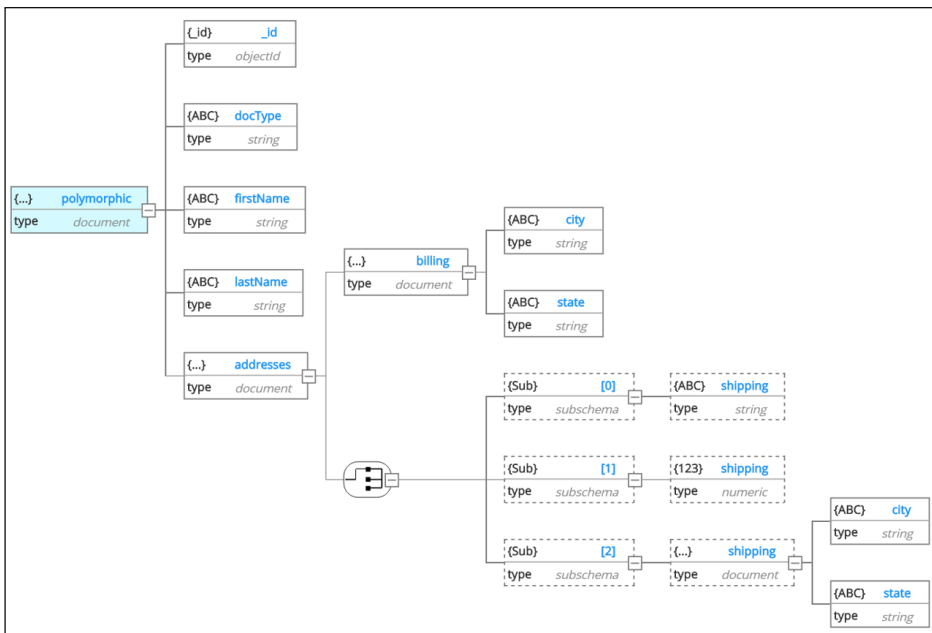 {_id} _id
type objectId
{ABC} docType
type string
{...} polymorphic
type document
{ABC} firstName
type string
{ABC} lastName
type string
{...} addresses
type document
{...} billing
type document
{ABC} city
type string
{ABC} state
type string
{Sub} [0]
type subschema
{ABC} shipping
type string
{Sub} [1]
type subschema
{123} shipping
type numeric
{Sub} [2]
type subschema
{...} shipping
type document
{ABC} city
type string
{ABC} state
type string